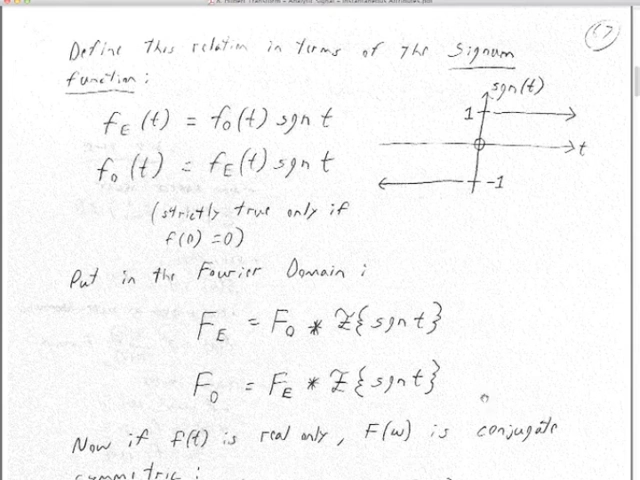 Define this relation in terms of the Signum
(7)
function:
sgn(t)
1
f_E(t) = f_O(t) sgn t
t
f_O(t) = f_E(t) sgn t
-1
(strictly true only if
f(0) = 0)
Put in the Fourier Domain:
F_E = F_O * Z{sgn t}
F_O = F_E * Z{sgn t}
Now if f(t) is real only, F(w) is conjugate
symmetric: